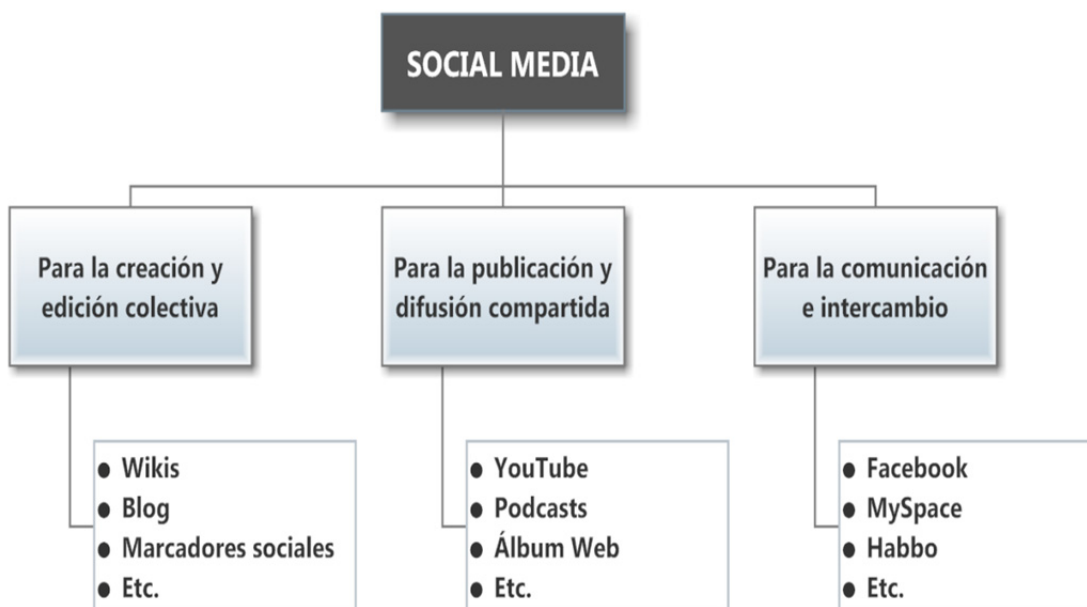 SOCIAL MEDIA
Para la creación y
edición colectiva
Para la publicación y
difusión compartida
Para la comunicación
e intercambio
● Wikis
● Blog
● Marcadores sociales
● Etc.
● YouTube
● Podcasts
● Álbum Web
● Etc.
● Facebook
● MySpace
● Habbo
● Etc.